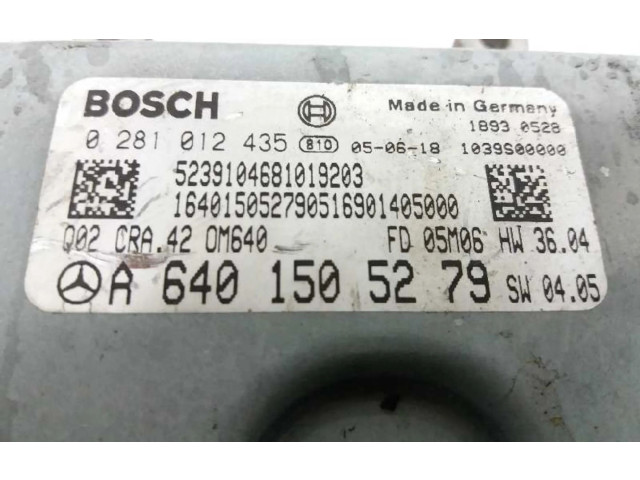 BOSCH Made in Germany
1893 0528
0 281 012 435 810 05-06-18 1039S00000
5239104681019203
164015052790516901405000
Q02 CRA.42 OM640 FD 05M06 HW 36.04
A 640 150 52 79 SW 04.05